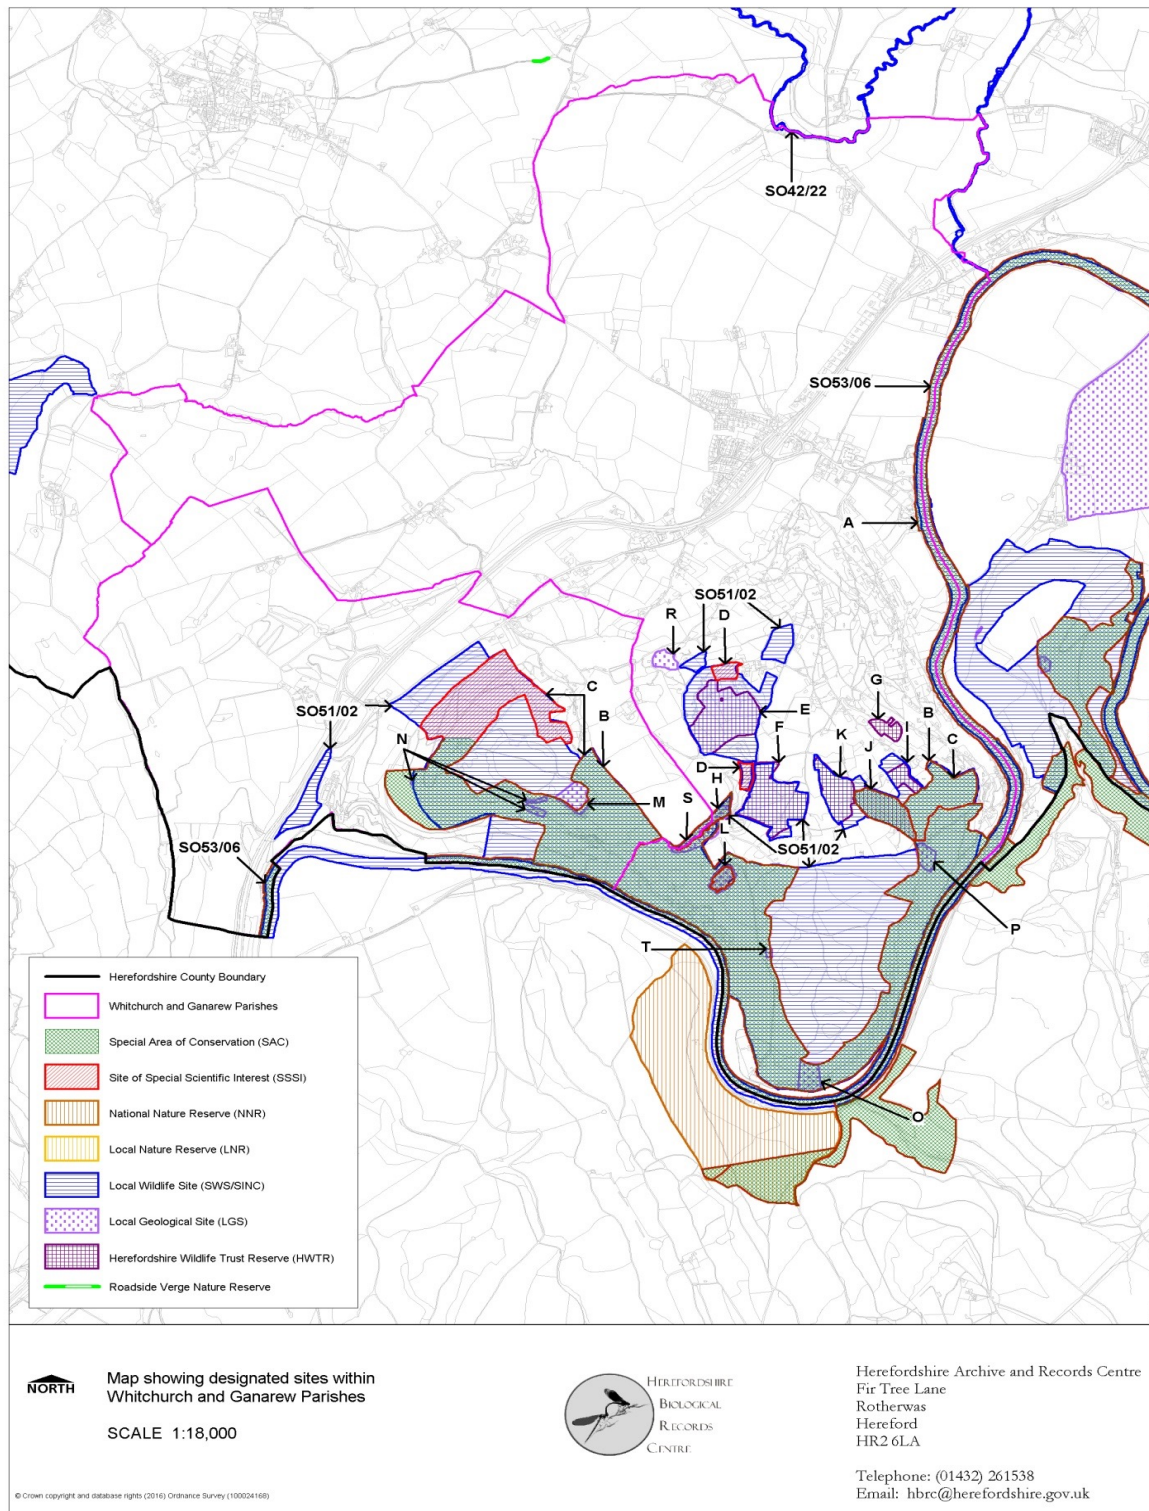 SO42/22
SO53/06
A
SO51/02
R
D
G
C
B
E
SO51/02
F
K
J
I
B
C
N
D
H
M
S
L
SO51/02
SO53/06
P
T
O
Herefordshire County Boundary
Whitchurch and Ganarew Parishes
Special Area of Conservation (SAC)
Site of Special Scientific Interest (SSSI)
National Nature Reserve (NNR)
Local Nature Reserve (LNR)
Local Wildlife Site (SWS/SINC)
Local Geological Site (LGS)
Herefordshire Wildlife Trust Reserve (HWTR)
Roadside Verge Nature Reserve
NORTH
Map showing designated sites within
Whitchurch and Ganarew Parishes
SCALE 1:18,000
HEREFORDSHIRE
BIOLOGICAL
RECORDS
CENTRE
Herefordshire Archive and Records Centre
Fir Tree Lane
Rotherwas
Hereford
HR2 6LA
Telephone: (01432) 261538
Email: hbrc@herefordshire.gov.uk
© Crown copyright and database rights (2016) Ordnance Survey (100024168)